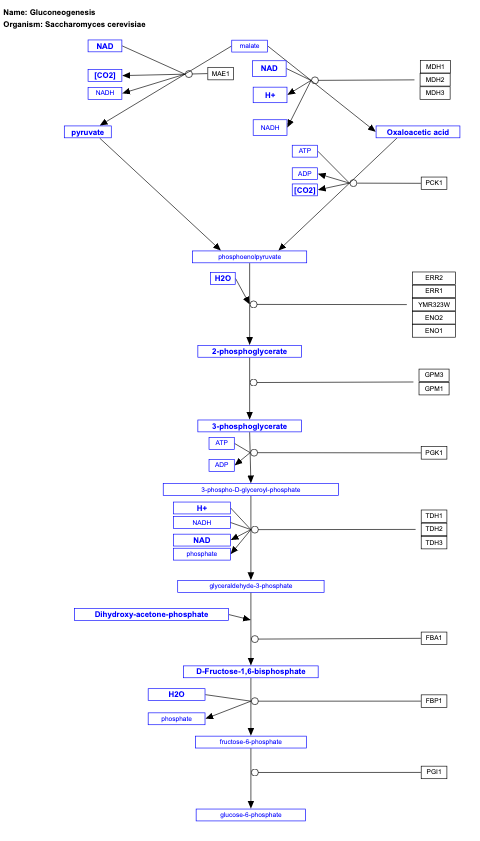 Name: Gluconeogenesis
Organism: Saccharomyces cerevisiae
NAD
malate
[CO2]
MAE1
NADH
NAD
H+
NADH
MDH1
MDH2
MDH3
pyruvate
Oxaloacetic acid
ATP
ADP
[CO2]
PCK1
phosphoenolpyruvate
H2O
ERR2
ERR1
YMR323W
ENO2
ENO1
2-phosphoglycerate
GPM3
GPM1
3-phosphoglycerate
ATP
ADP
PGK1
3-phospho-D-glyceroyl-phosphate
H+
NADH
NAD
phosphate
TDH1
TDH2
TDH3
glyceraldehyde-3-phosphate
Dihydroxy-acetone-phosphate
FBA1
D-Fructose-1,6-bisphosphate
H2O
phosphate
FBP1
fructose-6-phosphate
PGI1
glucose-6-phosphate